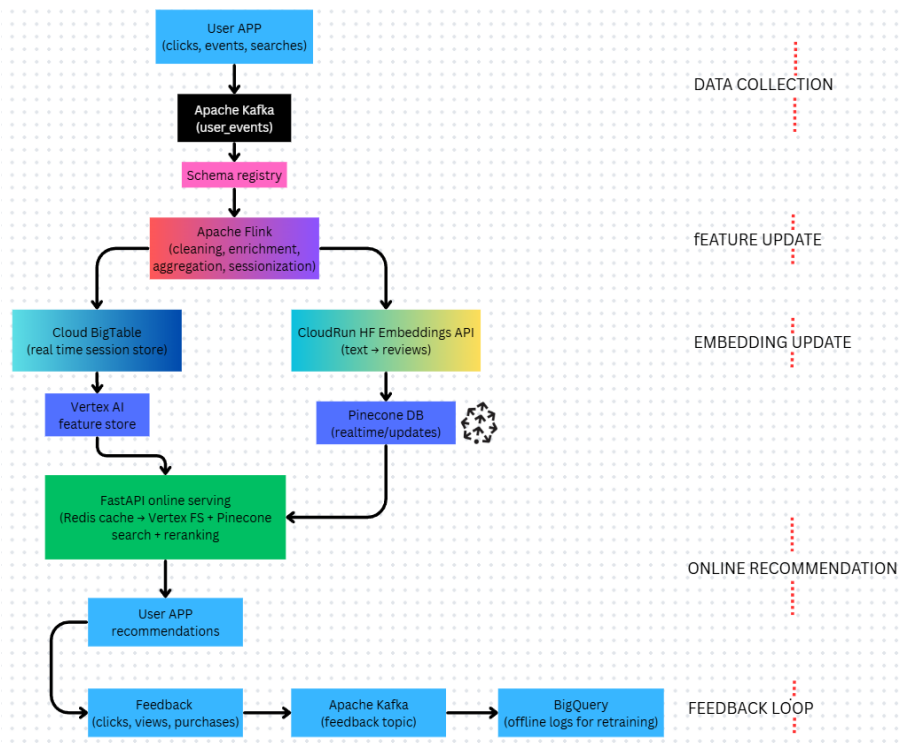 User APP
(clicks, events, searches)
DATA COLLECTION
Apache Kafka
(user_events)
Schema registry
Apache Flink
(cleaning, enrichment,
aggregation, sessionization)
fEATURE UPDATE
Cloud BigTable
(real time session store)
CloudRun HF Embeddings API
(text → reviews)
EMBEDDING UPDATE
Vertex AI
feature store
Pinecone DB
(realtime/updates)
FastAPI online serving
(Redis cache → Vertex FS + Pinecone
search + reranking
ONLINE RECOMMENDATION
User APP
recommendations
Feedback
(clicks, views, purchases)
Apache Kafka
(feedback topic)
BigQuery
(offline logs for retraining)
FEEDBACK LOOP